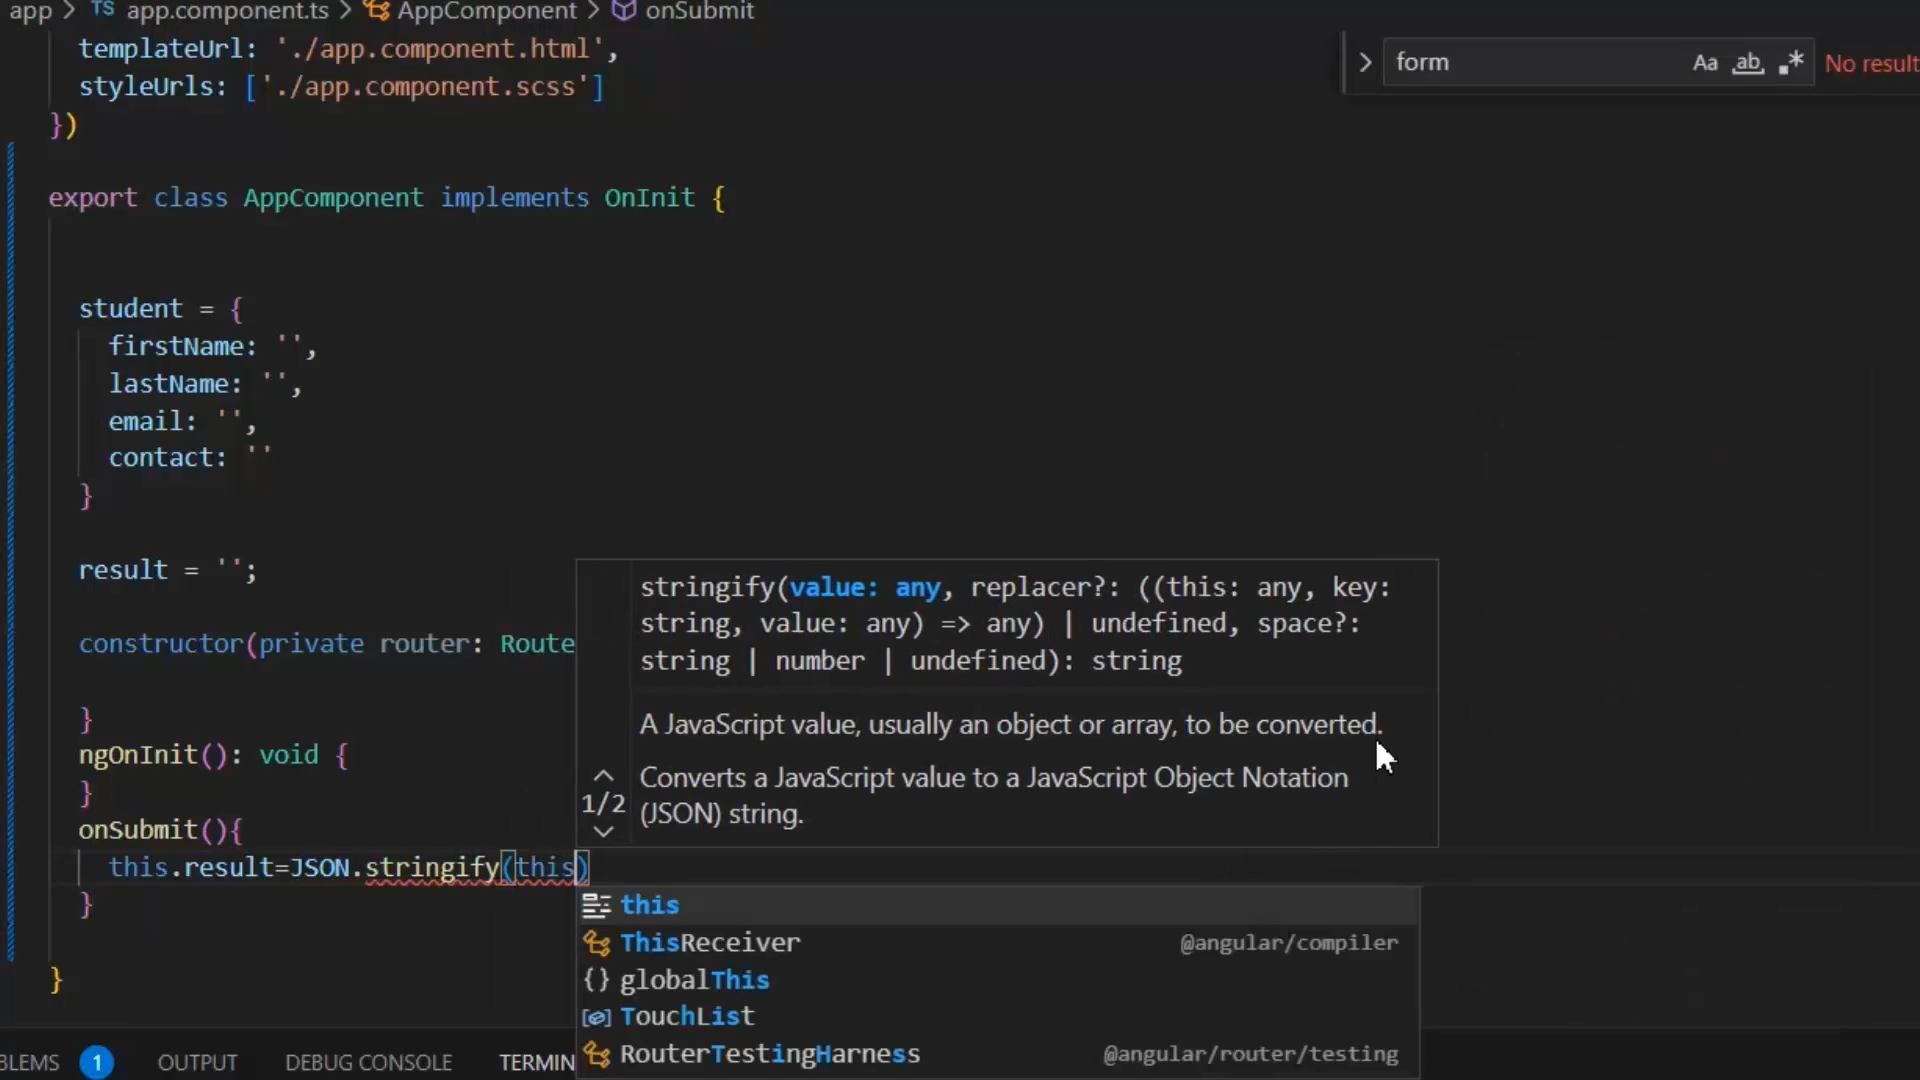 app > TS app.component.ts > AppComponent > onSubmit
templateUrl: './app.component.html',
styleUrls: ['./app.component.scss']
})
form
Aa ab .*
No result
export class AppComponent implements OnInit {
student = {
firstName: '',
lastName: '',
email: '',
contact: ''
}
result = '';
constructor(private router: Route
}
ngOnInit(): void {
}
onSubmit(){
this.result=JSON.stringify(this)
}
}
stringify(value: any, replacer?: ((this: any, key:
string, value: any) => any) | undefined, space?:
string | number | undefined): string
A JavaScript value, usually an object or array, to be converted.
1/2
Converts a JavaScript value to a JavaScript Object Notation
(JSON) string.
this
ThisReceiver @angular/compiler
{} globalThis
TouchList
RouterTestingHarness @angular/router/testing
BLEMS 1 OUTPUT DEBUG CONSOLE TERMIN